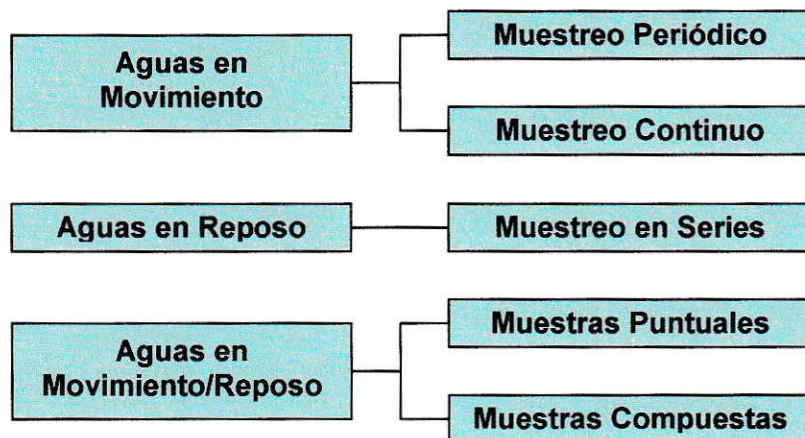 Aguas en
Movimiento
Muestreo Periódico
Muestreo Continuo
Aguas en Reposo
Muestreo en Series
Aguas en
Movimiento/Reposo
Muestras Puntuales
Muestras Compuestas